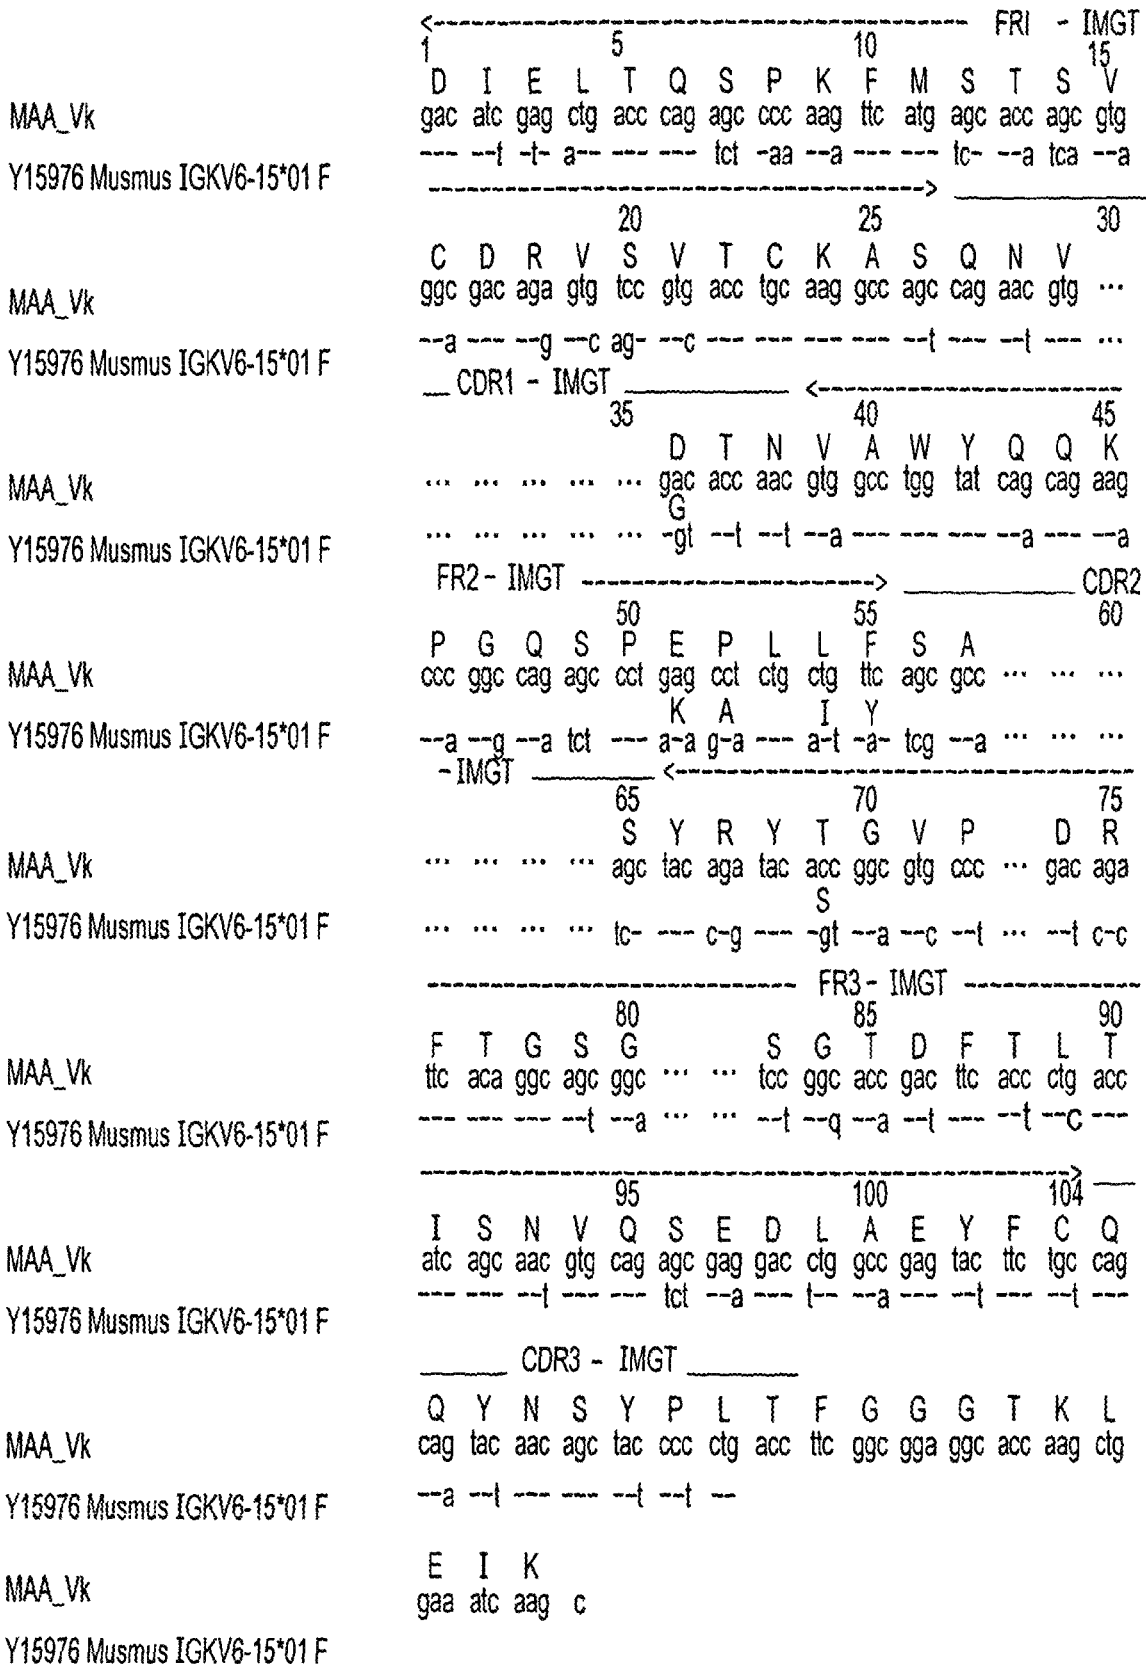 <------------------------------------ FRI - IMGT
1 5 10 15
D I E L T Q S P K F M S T S V
MAA_Vk gac atc gag ctg acc cag agc ccc aag ttc atg agc acc agc gtg
Y15976 Musmus IGKV6-15*01 F --- --t -t- a-- --- --- tct -aa --a --- --- tc- --a tca --a
---------------------------------> ______________
20 25 30
C D R V S V T C K A S Q N V
MAA_Vk ggc gac aga gtg tcc gtg acc tgc aag gcc agc cag aac gtg ...
Y15976 Musmus IGKV6-15*01 F --a --- --g --c ag- --c --- --- --- --- --t --- --t --- ...
__ CDR1 - IMGT ___________ <---------------------
35 40 45
D T N V A W Y Q Q K
MAA_Vk ... ... ... ... ... gac acc aac gtg gcc tgg tat cag cag aag
G
Y15976 Musmus IGKV6-15*01 F ... ... ... ... ... -gt --t --t --a --- --- --- --a --- --a
FR2 - IMGT --------------------> ____________ CDR2
50 55 60
P G Q S P E P L L F S A
MAA_Vk ccc ggc cag agc cct gag cct ctg ctg ttc agc gcc ... ... ...
K A I Y
Y15976 Musmus IGKV6-15*01 F --a --g --a tct --- a-a g-a --- a-t -a- tcg --a ... ... ...
-IMGT ________ <-------------------------------
65 70 75
S Y R Y T G V P D R
MAA_Vk ... ... ... ... agc tac aga tac acc ggc gtg ccc ... gac aga
S
Y15976 Musmus IGKV6-15*01 F ... ... ... ... tc- --- c-g --- -gt --a --c --t ... --t c-c
------------------------- FR3 - IMGT ------------
80 85 90
F T G S G S G T D F T L T
MAA_Vk ttc aca ggc agc ggc ... ... tcc ggc acc gac ttc acc ctg acc
Y15976 Musmus IGKV6-15*01 F --- --- --- --t --a ... ... --t --q --a --t --- --t --c ---
--------------------------------------------> ___
95 100 104
I S N V Q S E D L A E Y F C Q
MAA_Vk atc agc aac gtg cag agc gag gac ctg gcc gag tac ttc tgc cag
Y15976 Musmus IGKV6-15*01 F --- --- --t --- --- tct --a --- t-- --a --- --t --- --t ---
______ CDR3 - IMGT ________
Q Y N S Y P L T F G G G T K L
MAA_Vk cag tac aac agc tac ccc ctg acc ttc ggc gga ggc acc aag ctg
Y15976 Musmus IGKV6-15*01 F --a --t --- --- --t --t --
E I K
MAA_Vk gaa atc aag c
Y15976 Musmus IGKV6-15*01 F